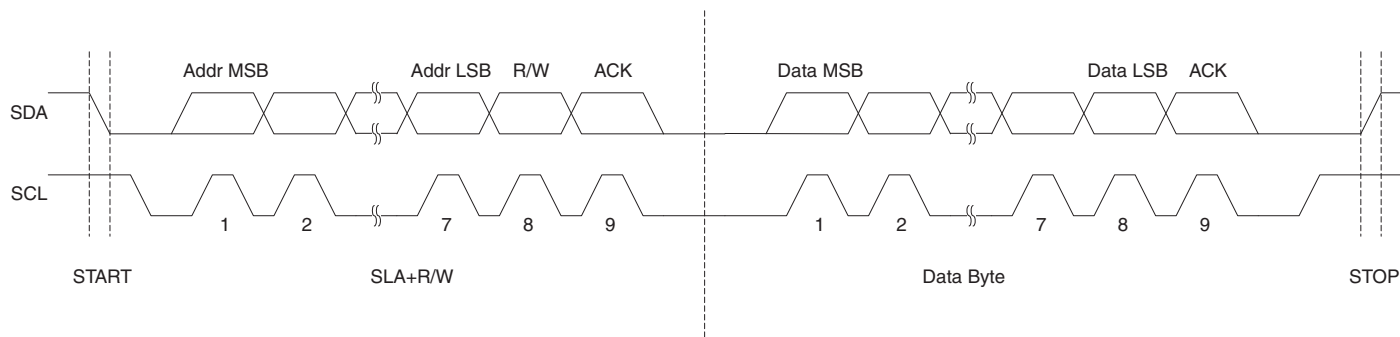 Addr MSB Addr LSB R/W ACK Data MSB Data LSB ACK
SDA
SCL
1 2 7 8 9 1 2 7 8 9
START SLA+R/W Data Byte STOP